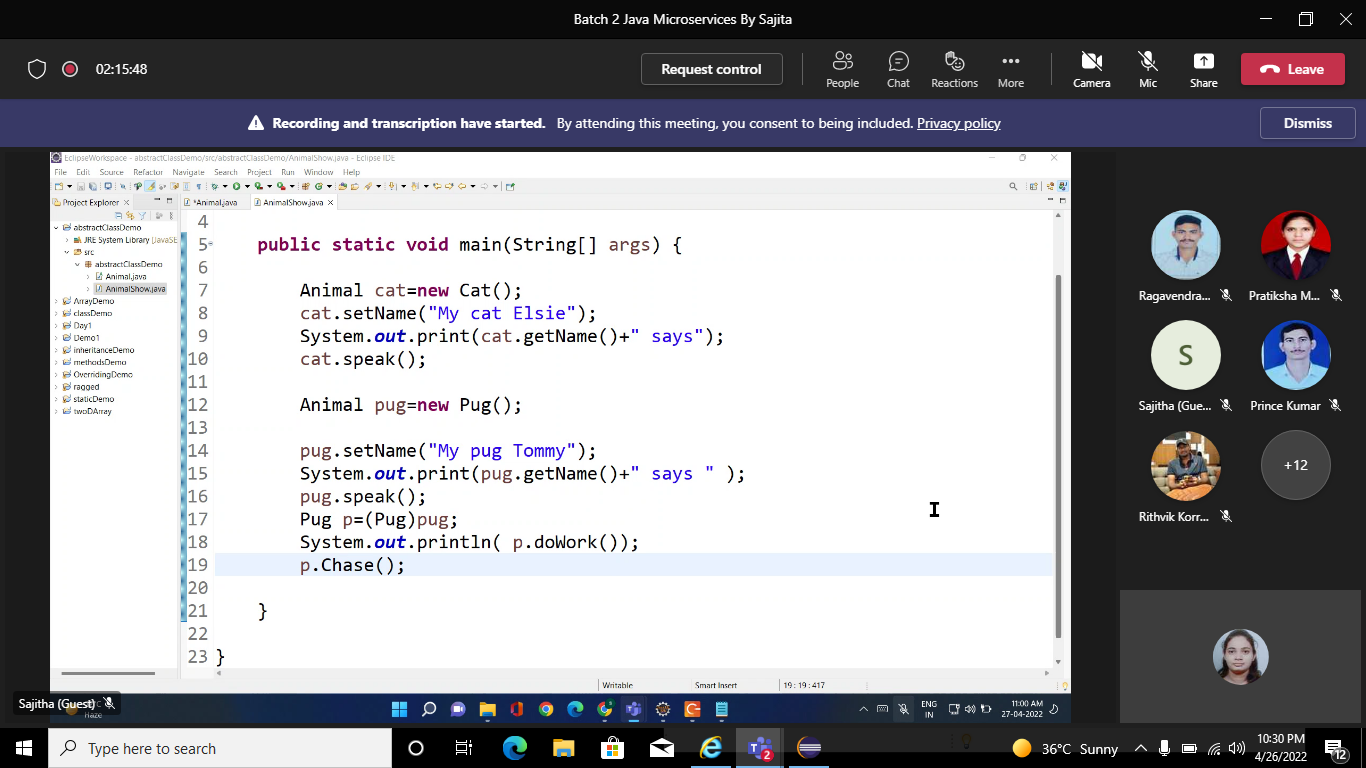 Batch 2 Java Microservices By Sajita
02:15:48
Request control
People
Chat
Reactions
More
Camera
Mic
Share
Leave
Recording and transcription have started. By attending this meeting, you consent to being included. Privacy policy
Dismiss
EclipseWorkspace - abstractClassDemo/src/abstractClassDemo/AnimalShow.java - Eclipse IDE
File Edit Source Refactor Navigate Search Project Run Window Help
Project Explorer
abstractClassDemo
JRE System Library [JavaSE
src
abstractClassDemo
Animal.java
AnimalShow.java
ArrayDemo
classDemo
Day1
Demo1
inheritanceDemo
methodsDemo
OverridingDemo
ragged
staticDemo
twoDArray
*Animal.java
AnimalShow.java
4
5 public static void main(String[] args) {
6
7 Animal cat=new Cat();
8 cat.setName("My cat Elsie");
9 System.out.print(cat.getName()+" says");
10 cat.speak();
11
12 Animal pug=new Pug();
13
14 pug.setName("My pug Tommy");
15 System.out.print(pug.getName()+" says " );
16 pug.speak();
17 Pug p=(Pug)pug;
18 System.out.println( p.doWork());
19 p.Chase();
20
21 }
22
23 }
Writable
Smart Insert
19 : 19 : 417
Ragavendra...
Pratiksha M...
S
Sajitha (Gue...
Prince Kumar
Rithvik Korr...
+12
Sajitha (Guest)
Haze
ENG
IN
11:00 AM
27-04-2022
Type here to search
2
36°C Sunny
10:30 PM
4/26/2022
12